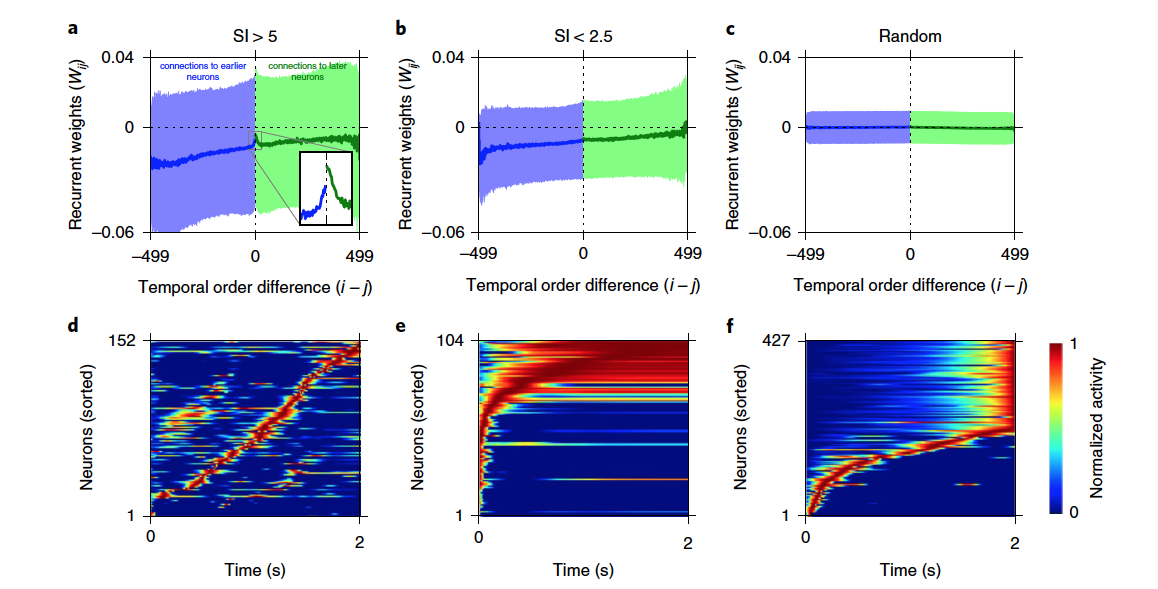 a
SI > 5
0.04
0
−0.06
Recurrent weights (Wij)
connections to earlier
neurons
connections to later
neurons
−499
0
499
Temporal order difference (i − j)
b
SI < 2.5
0.04
0
−0.06
Recurrent weights (Wij)
−499
0
499
Temporal order difference (i − j)
c
Random
0.04
0
−0.06
Recurrent weights (Wij)
−499
0
499
Temporal order difference (i − j)
d
152
1
Neurons (sorted)
0
2
Time (s)
e
104
1
Neurons (sorted)
0
2
Time (s)
f
427
1
Neurons (sorted)
0
2
Time (s)
1
0
Normalized activity